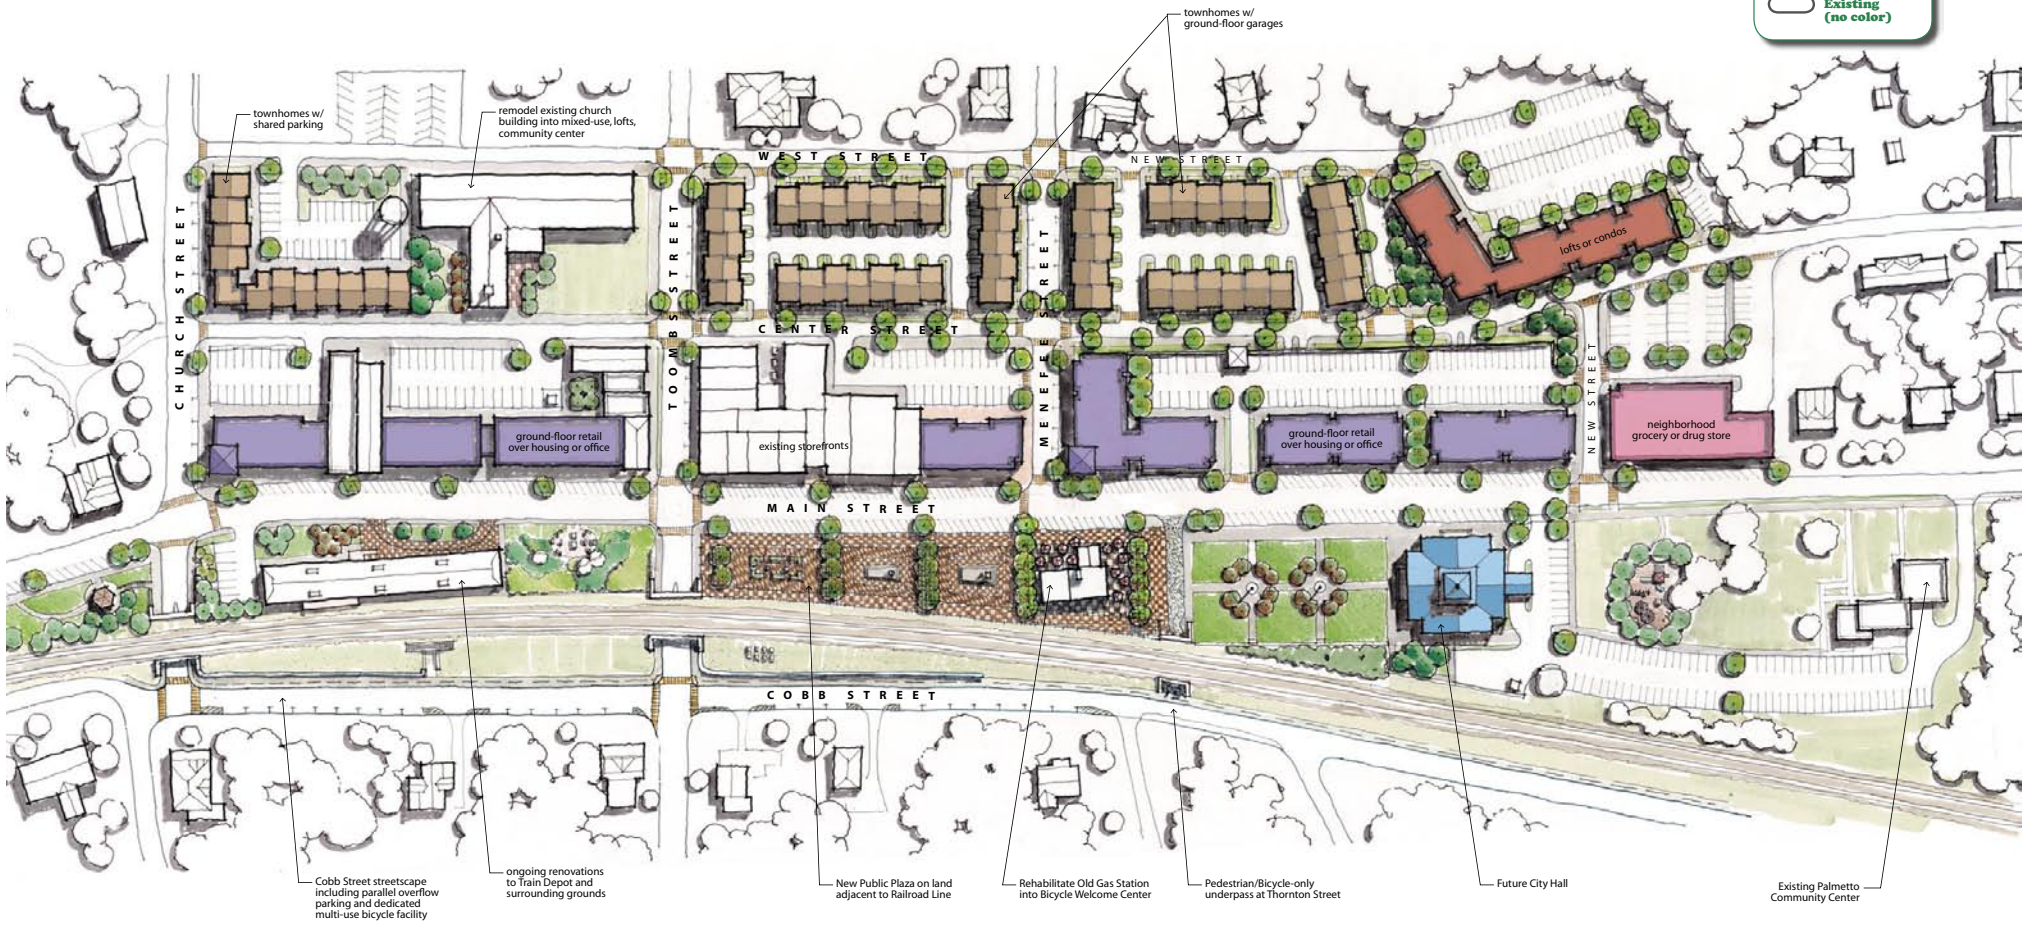 Existing
(no color)
townhomes w/
ground-floor garages
townhomes w/
shared parking
remodel existing church
building into mixed-use, lofts,
community center
WEST STREET
NEW STREET
CHURCH STREET
TOOMBS STREET
MENEFEE STREET
lofts or condos
CENTER STREET
NEW STREET
ground-floor retail
over housing or office
existing storefronts
ground-floor retail
over housing or office
neighborhood
grocery or drug store
MAIN STREET
COBB STREET
Cobb Street streetscape
including parallel overflow
parking and dedicated
multi-use bicycle facility
ongoing renovations
to Train Depot and
surrounding grounds
New Public Plaza on land
adjacent to Railroad Line
Rehabilitate Old Gas Station
into Bicycle Welcome Center
Pedestrian/Bicycle-only
underpass at Thornton Street
Future City Hall
Existing Palmetto
Community Center